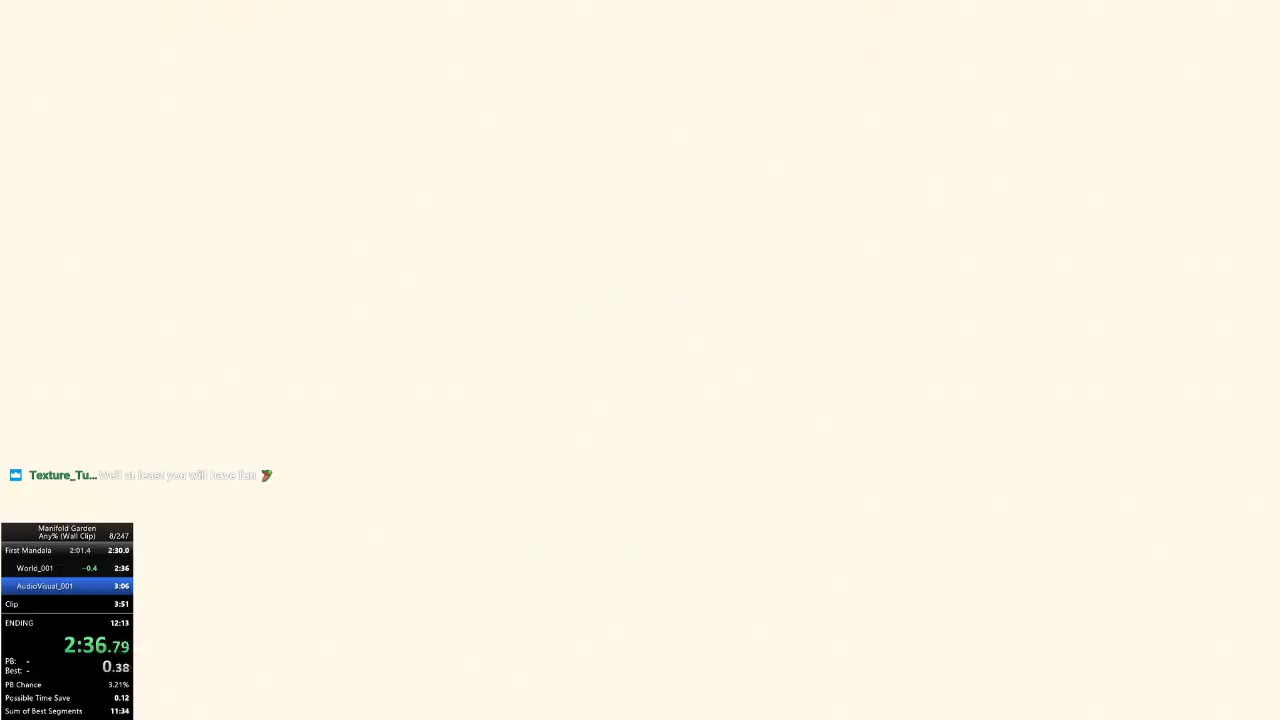 Texture_Tu... Well at least you will have fun
Manifold Garden
Any% (Wall Clip) 8/247
First Mandala 2:01.4 2:30.0
World_001 −0.4 2:36
AudioVisual_001 3:06
Clip 3:51
ENDING 12:13
2:36.79
PB: - 0.38
Best: -
PB Chance 3.21%
Possible Time Save 0.12
Sum of Best Segments 11:34